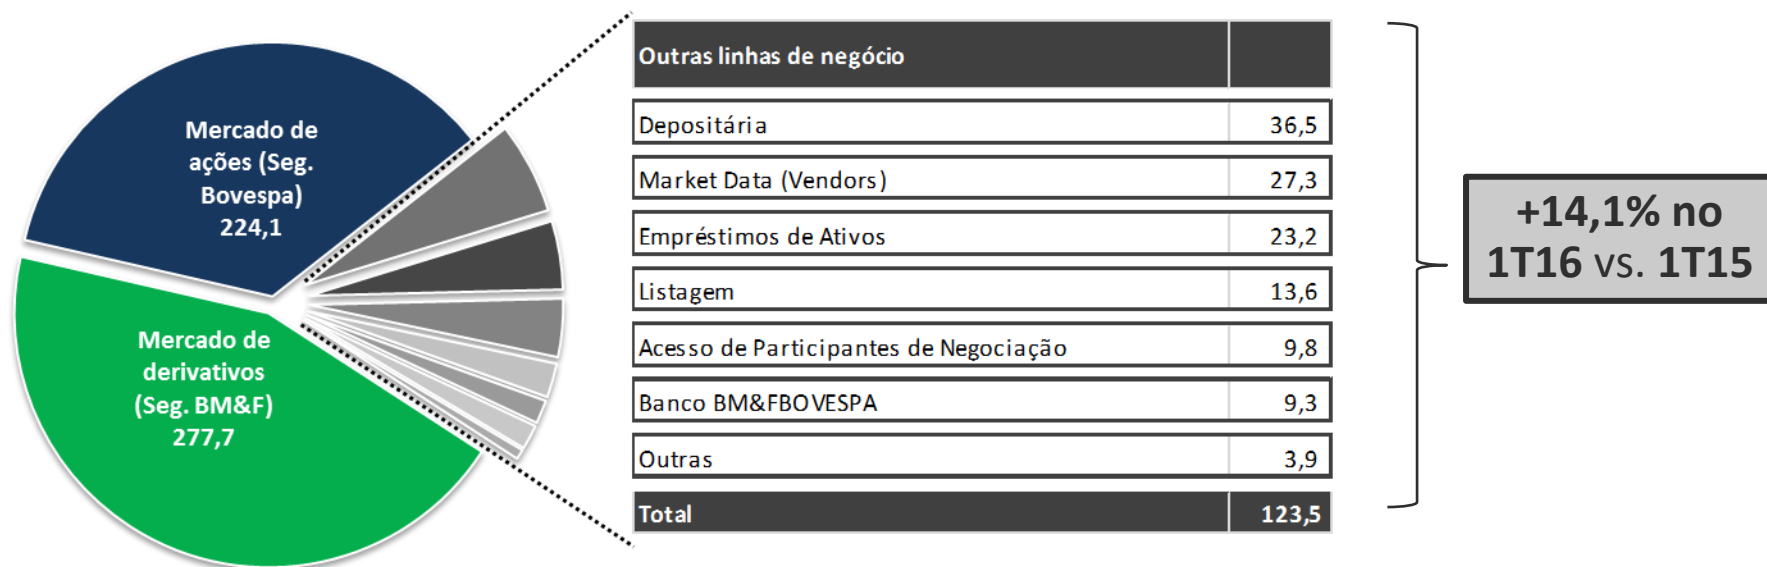 Mercado de
ações (Seg.
Bovespa)
224,1
Mercado de
derivativos
(Seg. BM&F)
277,7
Outras linhas de negócio
Depositária 36,5
Market Data (Vendors) 27,3
Empréstimos de Ativos 23,2
Listagem 13,6
Acesso de Participantes de Negociação 9,8
Banco BM&FBOVESPA 9,3
Outras 3,9
Total 123,5
+14,1% no
1T16 vs. 1T15